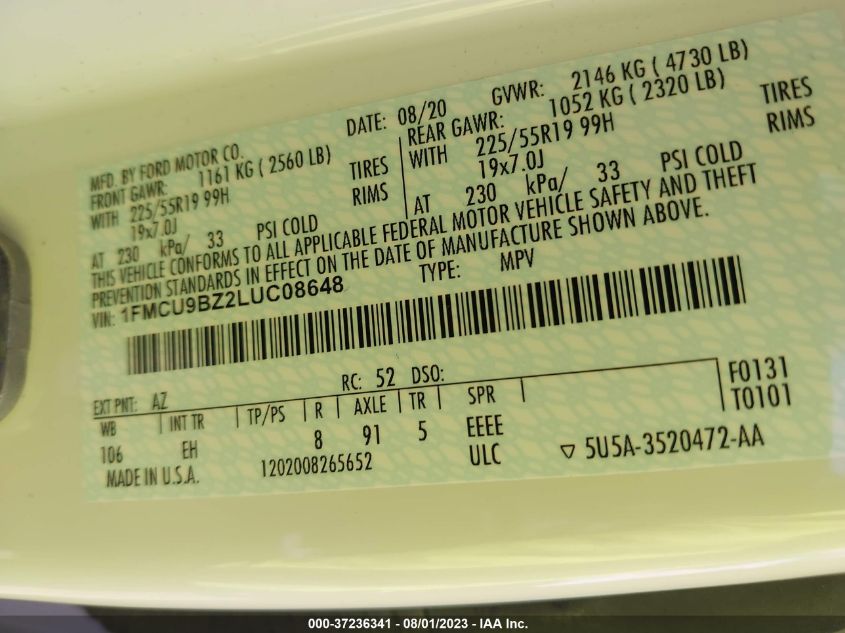 MFD. BY FORD MOTOR CO.
DATE: 08/20 GVWR: 2146 KG ( 4730 LB)
FRONT GAWR: 1161 KG ( 2560 LB)
REAR GAWR: 1052 KG ( 2320 LB)
WITH 225/55R19 99H TIRES
WITH 225/55R19 99H TIRES
19x7.0J RIMS
19x7.0J RIMS
AT 230 kPa/ 33 PSI COLD
AT 230 kPa/ 33 PSI COLD
THIS VEHICLE CONFORMS TO ALL APPLICABLE FEDERAL MOTOR VEHICLE SAFETY AND THEFT
PREVENTION STANDARDS IN EFFECT ON THE DATE OF MANUFACTURE SHOWN ABOVE.
VIN: 1FMCU9BZ2LUC08648 TYPE: MPV
EXT PNT: AZ RC: 52 DSO:
F0131
T0101
WB INT TR TP/PS R AXLE TR SPR
106 EH 8 91 5 EEEE
MADE IN U.S.A. 1202008265652 ULC ▽ 5U5A-3520472-AA
000-37236341 - 08/01/2023 - IAA Inc.